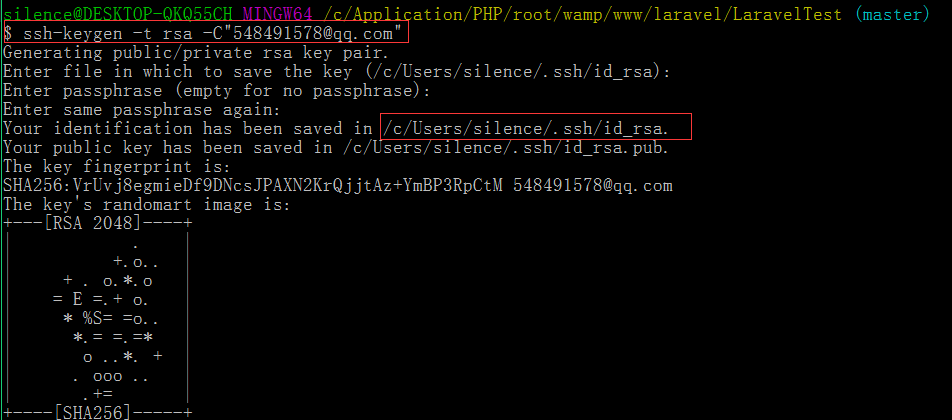 silence@DESKTOP-QKQ55CH MINGW64 /c/Application/PHP/root/wamp/www/laravel/LaravelTest (master)
$ ssh-keygen -t rsa -C"548491578@qq.com"
Generating public/private rsa key pair.
Enter file in which to save the key (/c/Users/silence/.ssh/id_rsa):
Enter passphrase (empty for no passphrase):
Enter same passphrase again:
Your identification has been saved in /c/Users/silence/.ssh/id_rsa.
Your public key has been saved in /c/Users/silence/.ssh/id_rsa.pub.
The key fingerprint is:
SHA256:VrUvj8egmieDf9DNcsJPAXN2KrQjjtAz+YmBP3RpCtM 548491578@qq.com
The key's randomart image is:
+---[RSA 2048]----+
|           .     |
|         +.o..   |
|    + . o.*.o    |
|   = E =.+ o.    |
|    * %S= =o..   |
|     *.= =.=*    |
|      o ..*. +   |
|     . ooo ..    |
|      .+=        |
+----[SHA256]-----+